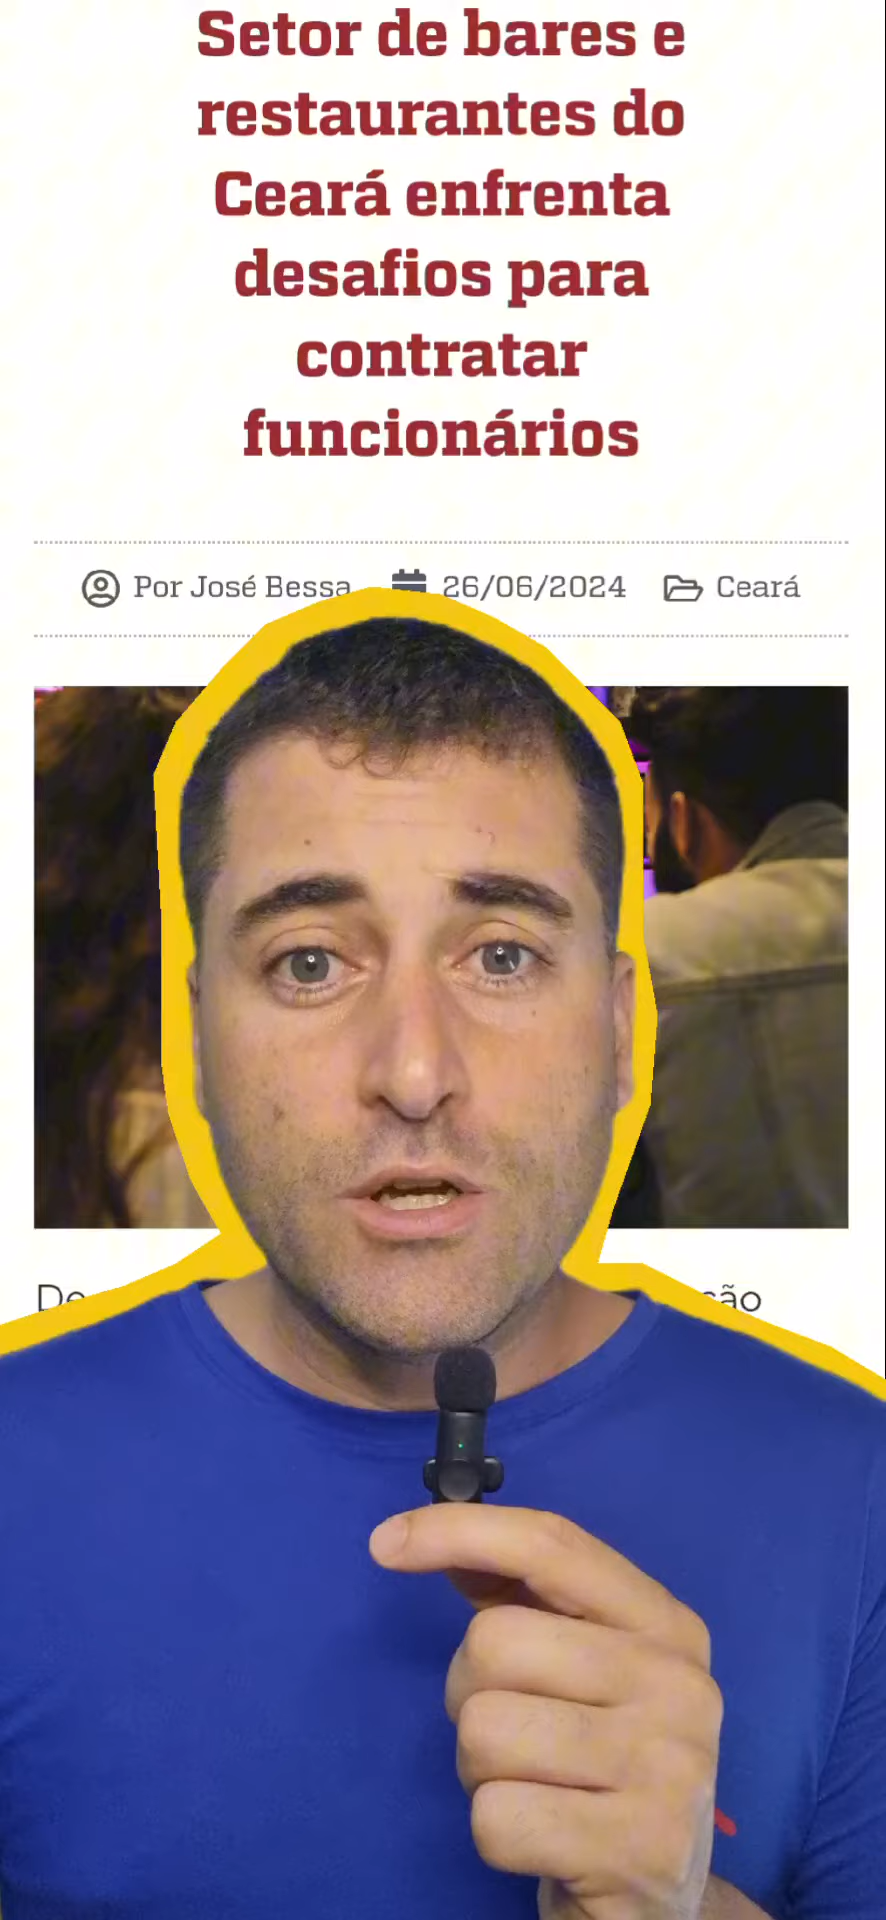 Setor de bares e
restaurantes do
Ceará enfrenta
desafios para
contratar
funcionários
Por José Bessa 26/06/2024 Ceará